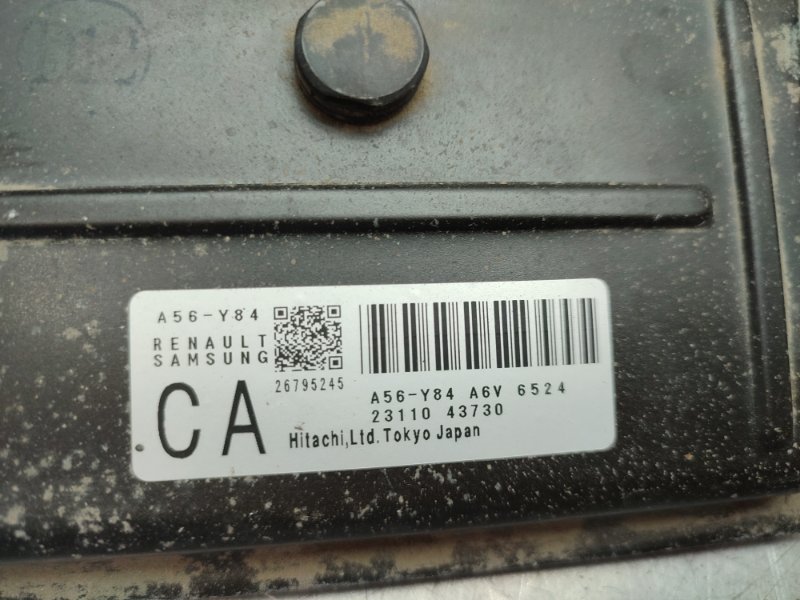 A56-Y84
RENAULT
SAMSUNG
CA
26795245
A56-Y84 A6V 6524
23110 43730
Hitachi,Ltd.Tokyo Japan